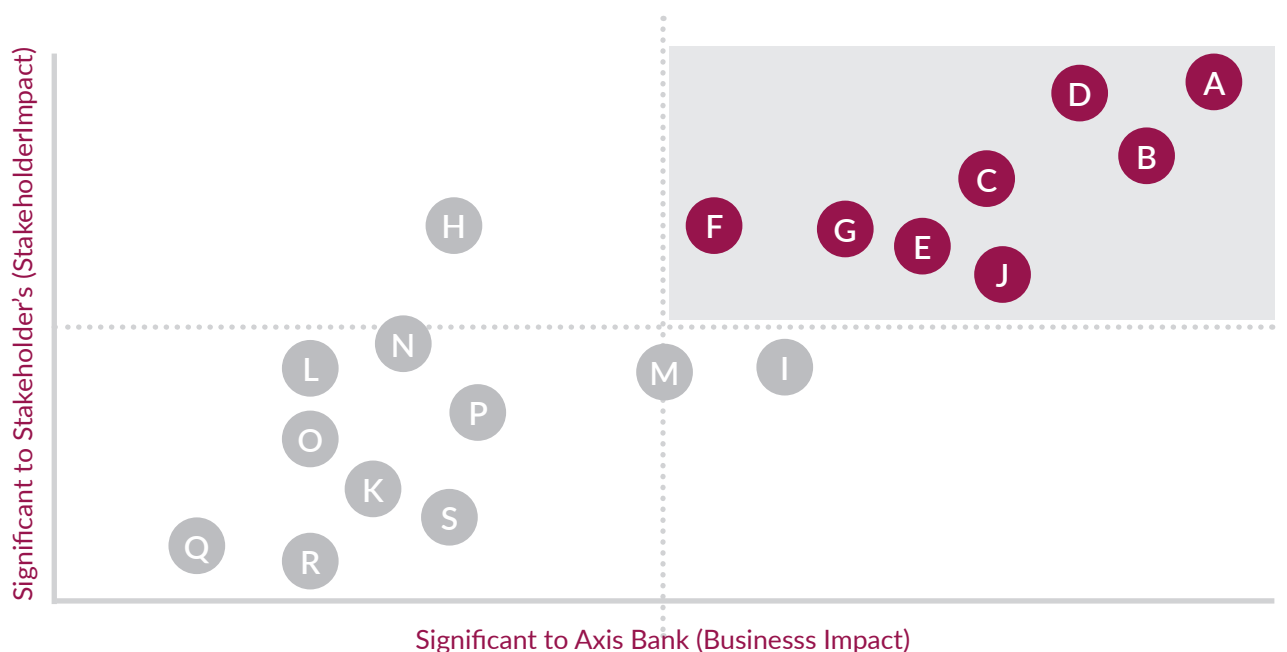 Significant to Stakeholder's (StakeholderImpact)
A
D
B
C
F
G
E
J
H
N
L
M
I
P
O
K
S
Q
R
Significant to Axis Bank (Businesss Impact)